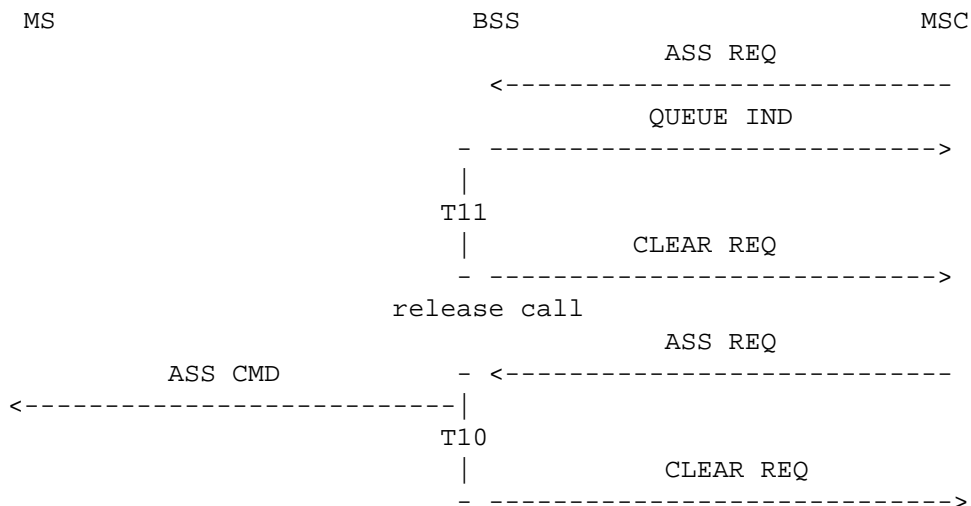 MS BSS MSC
ASS REQ
<----------------------------
QUEUE IND
- ---------------------------->
|
T11
| CLEAR REQ
- ---------------------------->
release call
ASS REQ
ASS CMD - <----------------------------
<---------------------------|
T10
| CLEAR REQ
- ----------------------------->